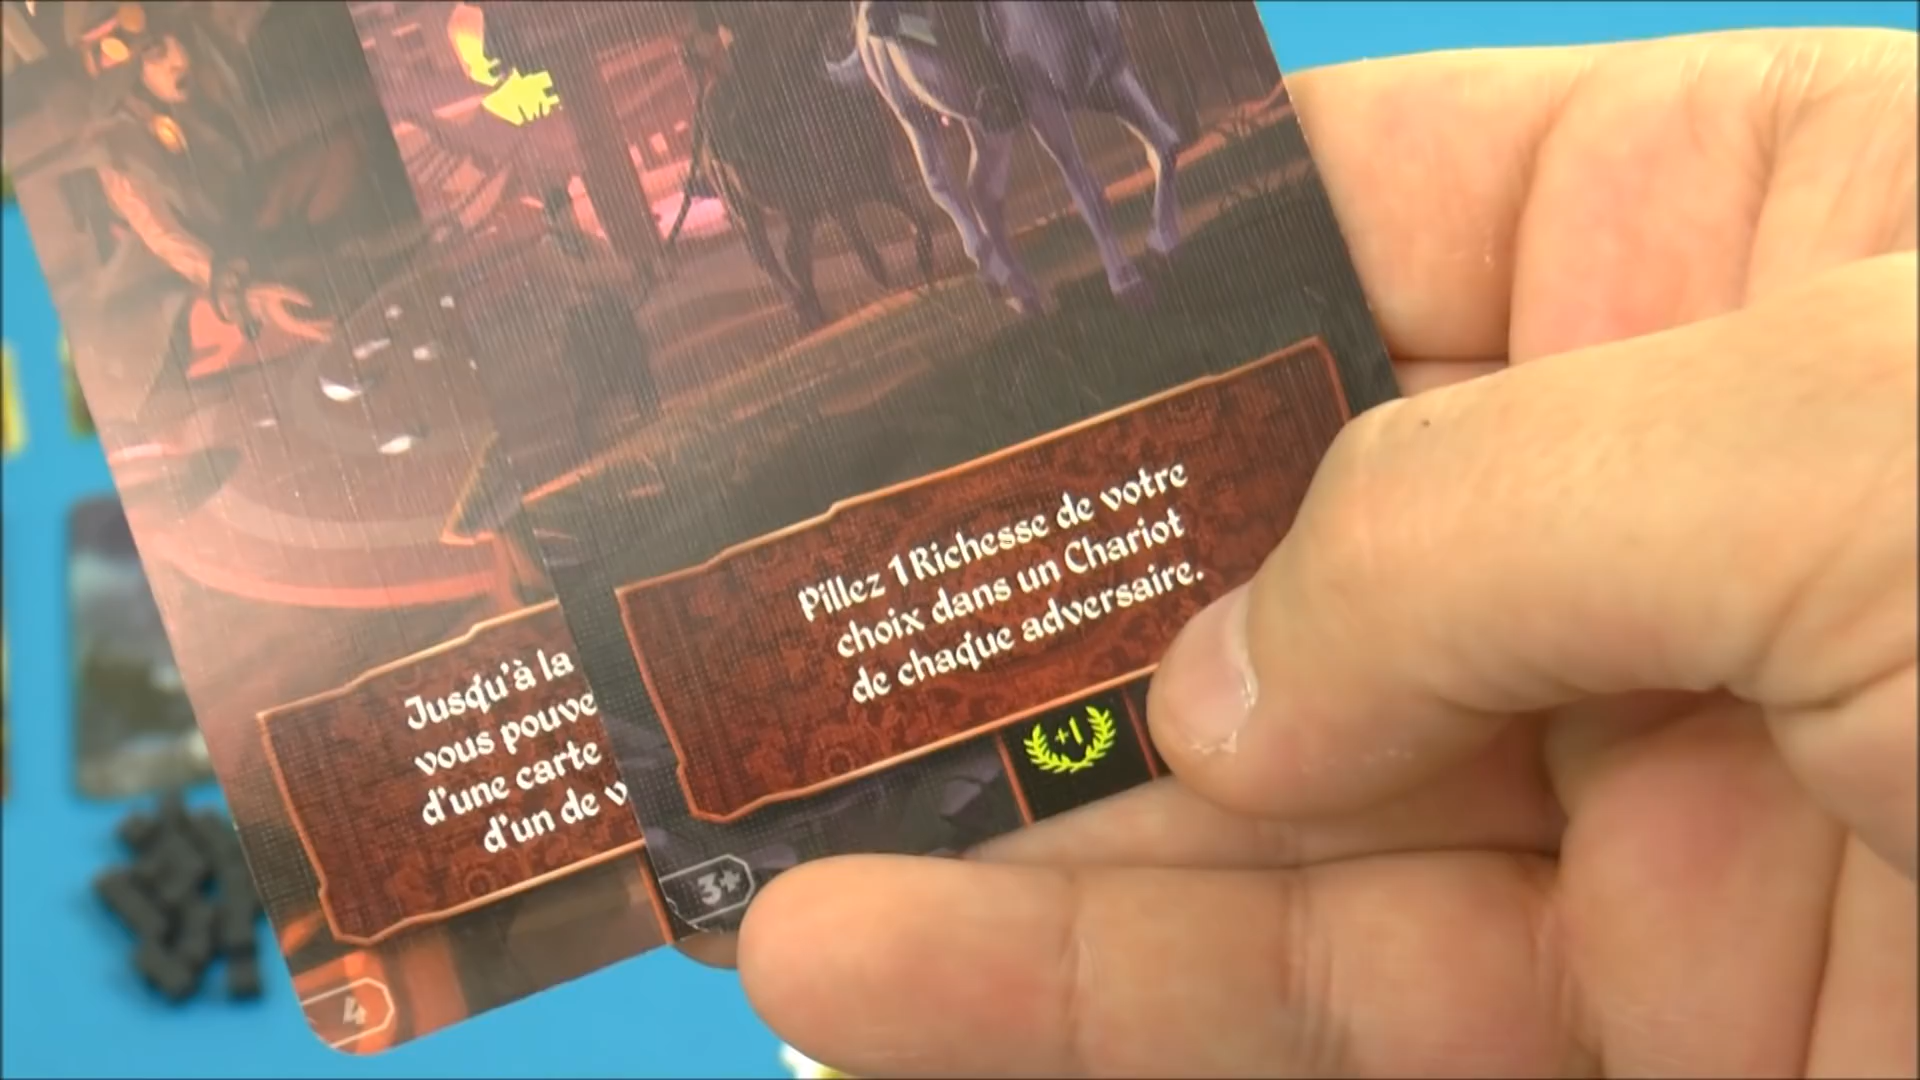 Jusqu'à la
vous pouve
d'une carte
d'un de v
4
Pillez 1 Richesse de votre
choix dans un Chariot
de chaque adversaire.
+1
3+